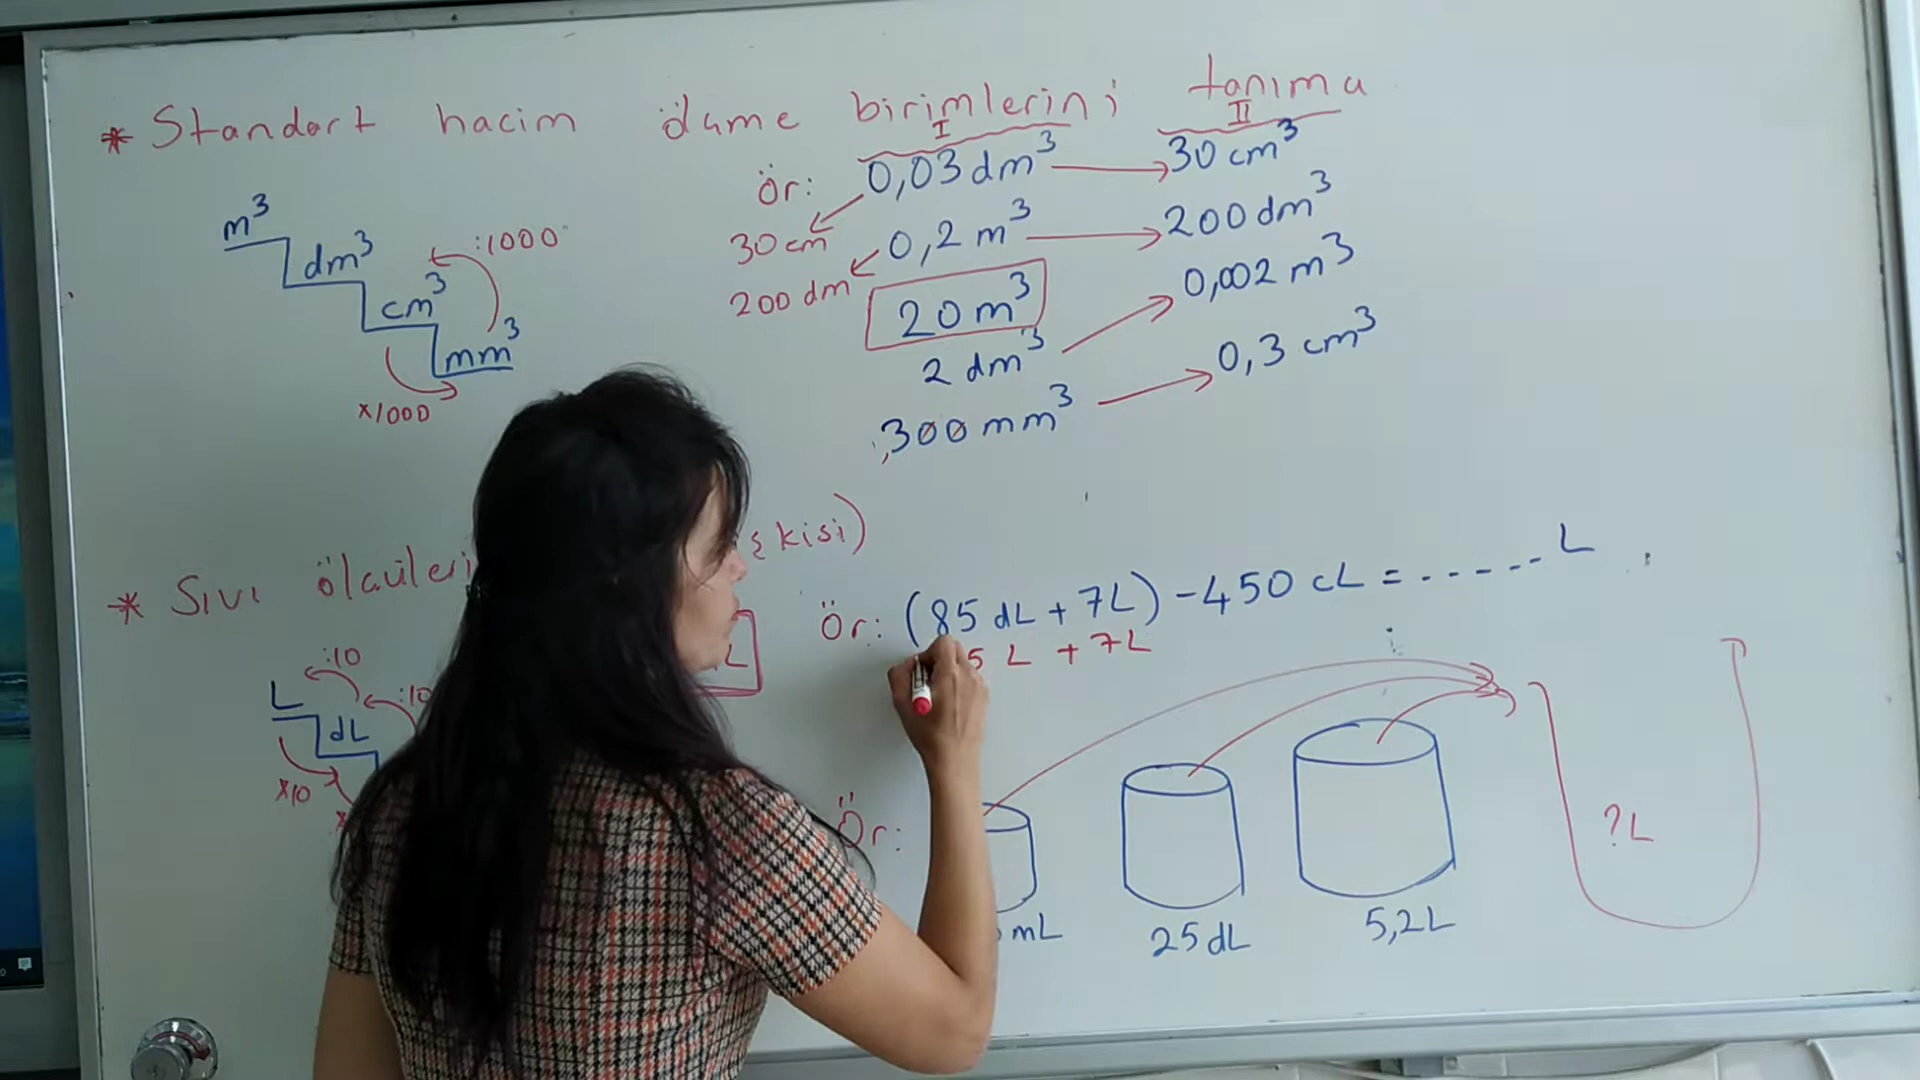 * Standart hacim ölçme birimlerini tanıma
I II
Ör: 0,03 dm³ → 30 cm³
30 cm 0,2 m³ → 200 dm³
200 dm 20 m³ 0,002 m³
2 dm³ 0,3 cm³
300 mm³
m³
dm³
cm³
mm³
:1000
x1000
* Sıvı
Ör: (85 dL + 7L) - 450 cL = ...... L
5 L + 7L
:10
:10
L
dL
x10
L
Ör:
mL
25 dL
5,2L
? L